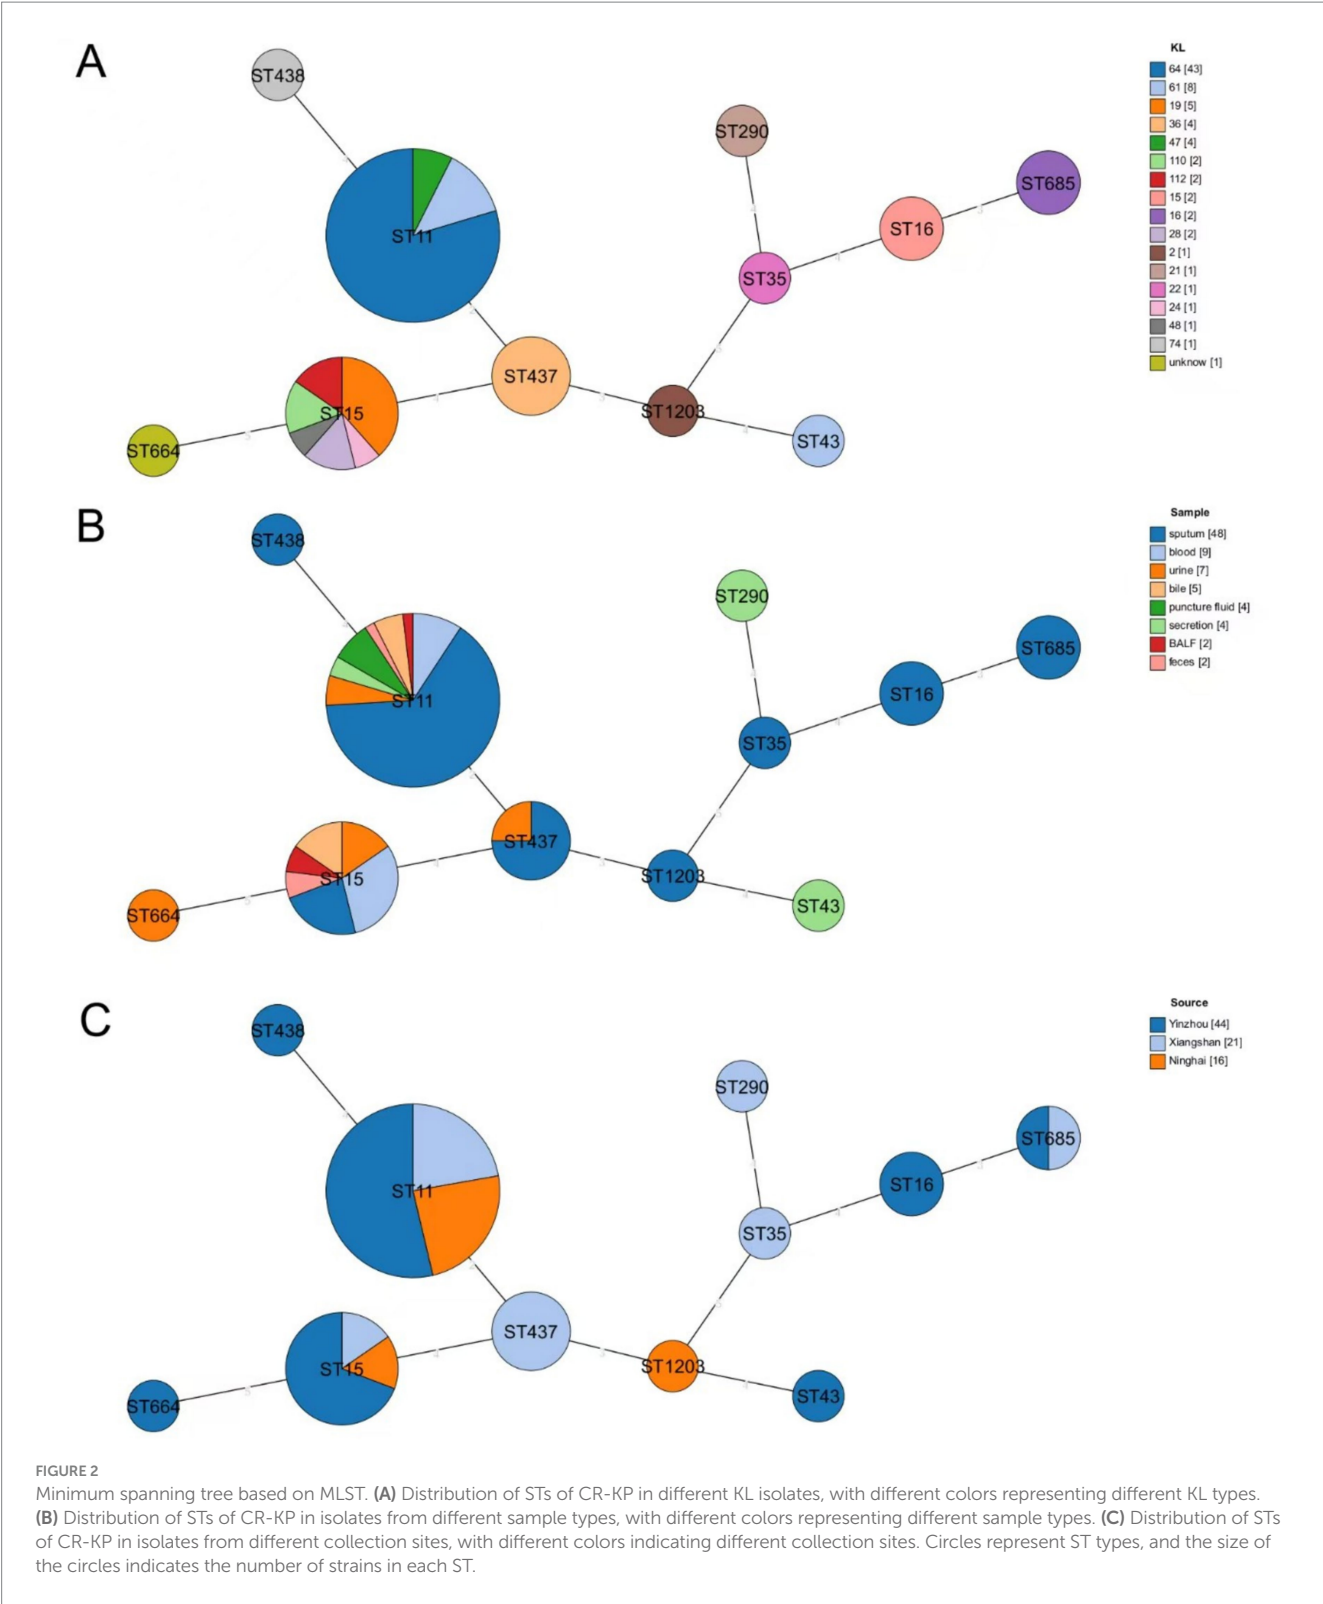 A
KL
64 [43]
61 [8]
19 [5]
36 [4]
47 [4]
110 [2]
112 [2]
15 [2]
16 [2]
28 [2]
2 [1]
21 [1]
22 [1]
24 [1]
48 [1]
74 [1]
unknow [1]
ST438
ST290
ST685
ST16
ST11
ST35
ST437
ST1203
ST15
ST43
ST664
B
Sample
sputum [48]
blood [9]
urine [7]
bile [5]
puncture fluid [4]
secretion [4]
BALF [2]
feces [2]
ST438
ST290
ST685
ST16
ST11
ST35
ST437
ST1203
ST15
ST43
ST664
C
Source
Yinzhou [44]
Xiangshan [21]
Ninghai [16]
ST438
ST290
ST685
ST16
ST11
ST35
ST437
ST1203
ST15
ST43
ST664
FIGURE 2
Minimum spanning tree based on MLST. (A) Distribution of STs of CR-KP in different KL isolates, with different colors representing different KL types.
(B) Distribution of STs of CR-KP in isolates from different sample types, with different colors representing different sample types. (C) Distribution of STs
of CR-KP in isolates from different collection sites, with different colors indicating different collection sites. Circles represent ST types, and the size of
the circles indicates the number of strains in each ST.